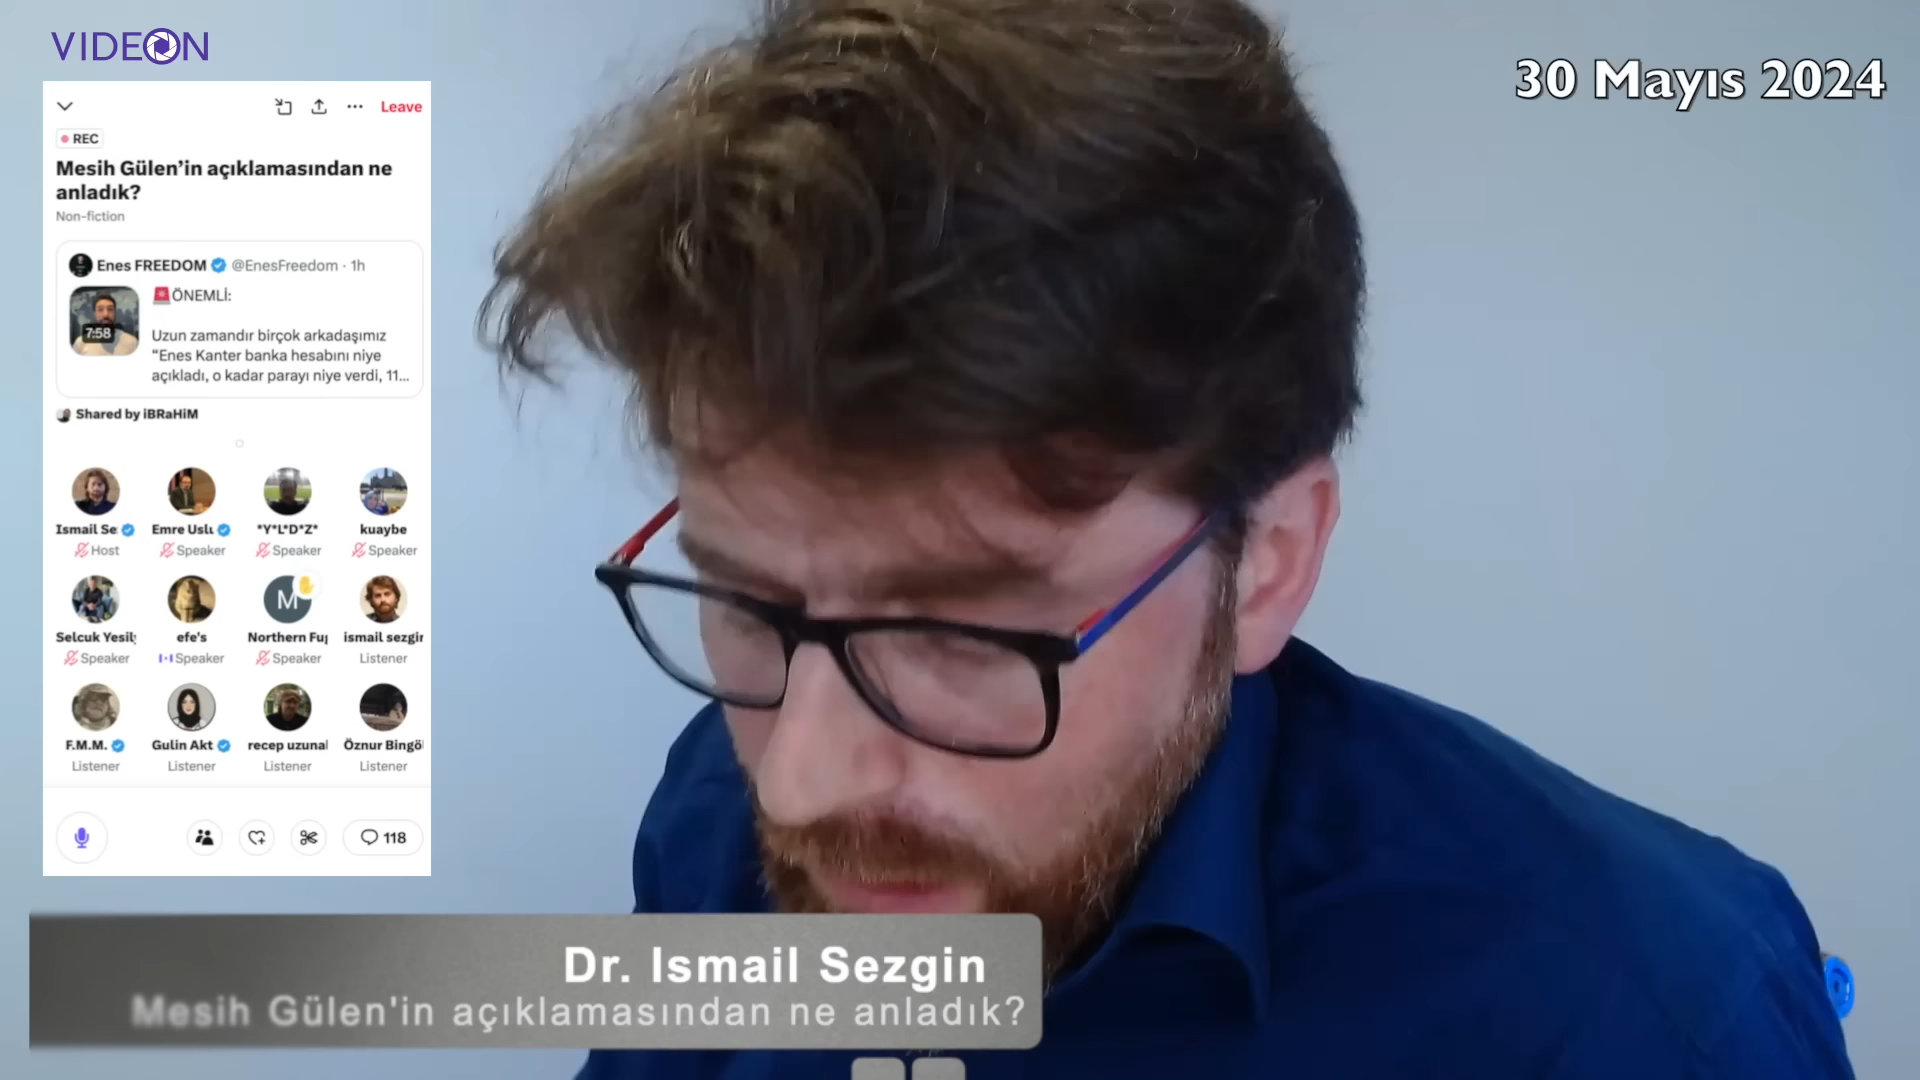 VIDEON
30 Mayıs 2024
Leave
REC
Mesih Gülen’in açıklamasından ne
anladık?
Non-fiction
Enes FREEDOM @EnesFreedom · 1h
ÖNEMLİ:
7:58
Uzun zamandır birçok arkadaşımız
“Enes Kanter banka hesabını niye
açıkladı, o kadar parayı niye verdi, 11...
Shared by iBRaHiM
Ismail Se Emre Uslu *Y*L*D*Z* kuaybe
Host Speaker Speaker Speaker
M
Selcuk Yesil efe's Northern Fu ismail sezgin
Speaker Speaker Speaker Listener
F.M.M. Gulin Akt recep uzunal Öznur Bingö
Listener Listener Listener Listener
118
Dr. Ismail Sezgin
Mesih Gülen'in açıklamasından ne anladık?